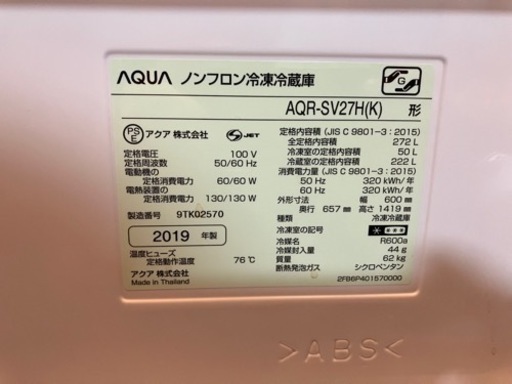 AQUA ノンフロン冷凍冷蔵庫
AQR-SV27H(K) 形
PSE アクア 株式会社 S JET
定格電圧 100 V
定格周波数 50/60 Hz
電動機の
定格消費電力 60/60 W
電熱装置の
定格消費電力 130/130 W
製造番号 9TK02570
2019 年製
温度ヒューズ
定格動作温度 76℃
アクア 株式会社
Made in Thailand
定格内容積 (JIS C 9801-3 : 2015)
全定格内容積 272 L
冷凍室の定格内容積 50 L
冷蔵室の定格内容積 222 L
消費電力量 (JIS C 9801-3 : 2015)
50 Hz 320 kWh/年
60 Hz 320 kWh/年
外形寸法 幅 600 mm
奥行 657 mm 高さ 1419 mm
種類 冷凍冷蔵庫
冷凍室の記号
冷媒名 R600a
冷媒封入量 44 g
質量 62 kg
断熱発泡ガス シクロペンタン
2FB6P401570000
G
>ABS<